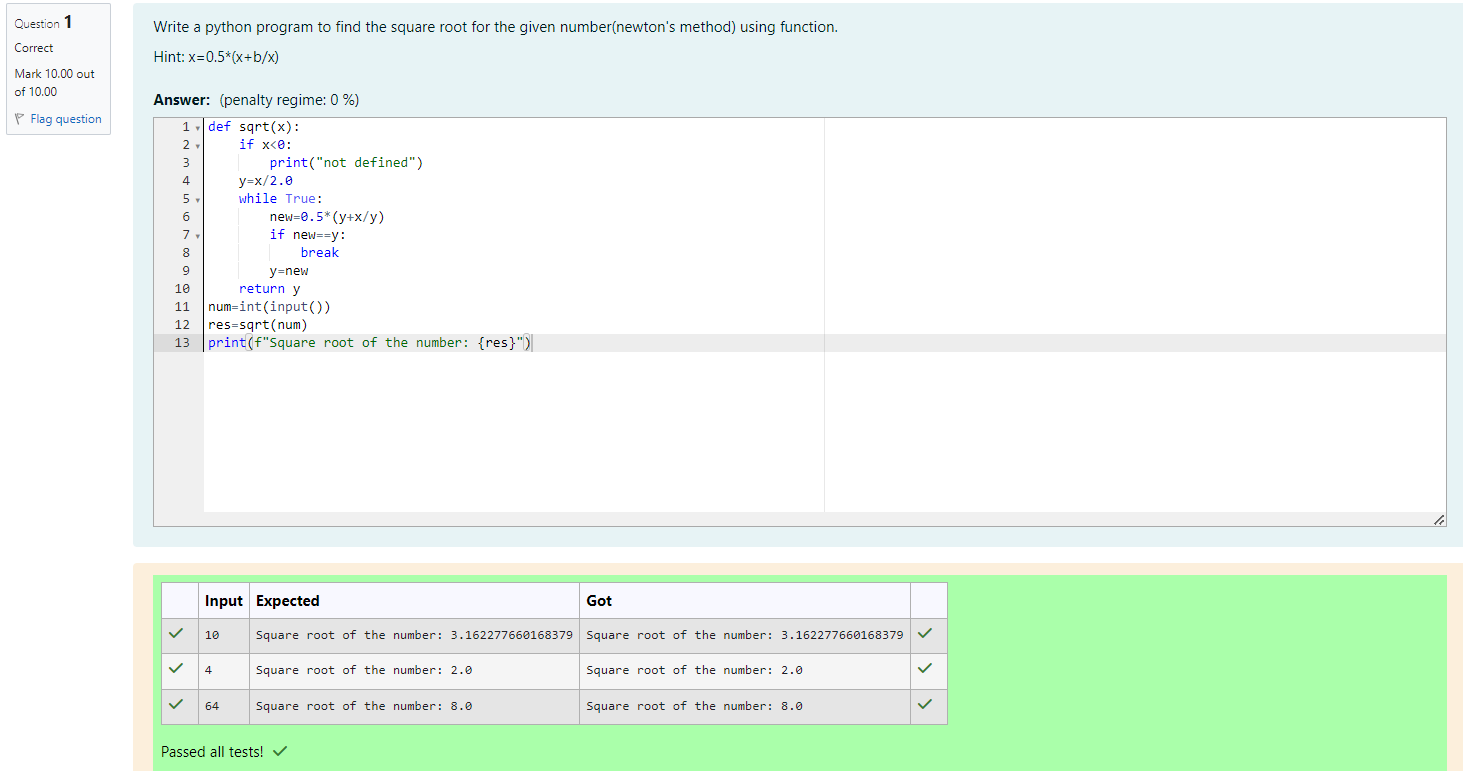 Question 1
Correct
Mark 10.00 out
of 10.00
Flag question
Write a python program to find the square root for the given number(newton's method) using function.
Hint: x=0.5*(x+b/x)
Answer: (penalty regime: 0 %)
1 def sqrt(x):
2     if x<0:
3         print("not defined")
4     y=x/2.0
5     while True:
6         new=0.5*(y+x/y)
7         if new==y:
8             break
9         y=new
10     return y
11 num=int(input())
12 res=sqrt(num)
13 print(f"Square root of the number: {res}")
Input Expected Got
10 Square root of the number: 3.162277660168379 Square root of the number: 3.162277660168379
4 Square root of the number: 2.0 Square root of the number: 2.0
64 Square root of the number: 8.0 Square root of the number: 8.0
Passed all tests!